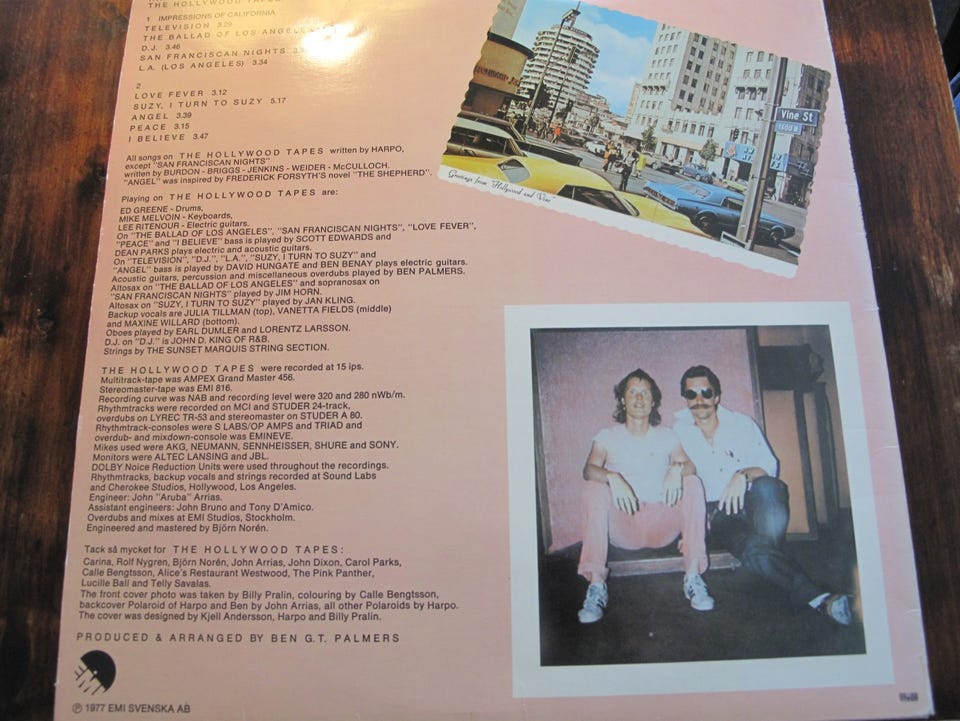 THE HOLLYWOOD TAPES
1 IMPRESSIONS OF CALIFORNIA
TELEVISION 3.29
THE BALLAD OF LOS ANGELES
D.J. 3.46
SAN FRANCISCAN NIGHTS
L.A. (LOS ANGELES) 3.34
2
LOVE FEVER 3.12
SUZY, I TURN TO SUZY 5.17
ANGEL 3.39
PEACE 3.15
I BELIEVE 3.47
All songs on THE HOLLYWOOD TAPES written by HARPO,
except "SAN FRANCISCAN NIGHTS"
written by BURDON - BRIGGS - JENKINS - WEIDER - McCULLOCH.
"ANGEL" was inspired by FREDERICK FORSYTH'S novel "THE SHEPHERD".
Playing on THE HOLLYWOOD TAPES are:
ED GREENE - Drums,
MIKE MELVOIN - Keyboards,
LEE RITENOUR - Electric guitars.
On "THE BALLAD OF LOS ANGELES", "SAN FRANCISCAN NIGHTS", "LOVE FEVER",
"PEACE" and "I BELIEVE" bass is played by SCOTT EDWARDS and
DEAN PARKS plays electric and acoustic guitars.
On "TELEVISION", "D.J.", "L.A.", "SUZY, I TURN TO SUZY" and
"ANGEL" bass is played by DAVID HUNGATE and BEN BENAY plays electric guitars.
Acoustic guitars, percussion and miscellaneous overdubs played by BEN PALMERS.
Altosax on "THE BALLAD OF LOS ANGELES" and sopranosax on
"SAN FRANCISCAN NIGHTS" played by JIM HORN.
Altosax on "SUZY, I TURN TO SUZY" played by JAN KLING.
Backup vocals are JULIA TILLMAN (top), VANETTA FIELDS (middle)
and MAXINE WILLARD (bottom).
Oboes played by EARL DUMLER and LORENTZ LARSSON.
D.J. on "D.J." is JOHN D. KING OF R&B.
Strings by THE SUNSET MARQUIS STRING SECTION.
THE HOLLYWOOD TAPES were recorded at 15 ips.
Multitrack-tape was AMPEX Grand Master 456.
Stereomaster-tape was EMI 816.
Recording curve was NAB and recording level were 320 and 280 nWb/m.
Rhythmtracks were recorded on MCI and STUDER 24-track,
overdubs on LYREC TR-53 and stereomaster on STUDER A 80.
Rhythmtrack-consoles were S LABS/OP AMPS and TRIAD and
overdub- and mixdown-console was EMINEVE.
Mikes used were AKG, NEUMANN, SENNHEISSER, SHURE and SONY.
Monitors were ALTEC LANSING and JBL.
DOLBY Noise Reduction Units were used throughout the recordings.
Rhythmtracks, backup vocals and strings recorded at Sound Labs
and Cherokee Studios, Hollywood, Los Angeles.
Engineer: John "Aruba" Arrias.
Assistant engineers: John Bruno and Tony D'Amico.
Overdubs and mixes at EMI Studios, Stockholm.
Engineered and mastered by Björn Norén.
Tack så mycket for THE HOLLYWOOD TAPES:
Carina, Rolf Nygren, Björn Norén, John Arrias, John Dixon, Carol Parks,
Calle Bengtsson, Alice's Restaurant Westwood, The Pink Panther,
Lucille Ball and Telly Savalas.
The front cover photo was taken by Billy Pralin, colouring by Calle Bengtsson,
backcover Polaroid of Harpo and Ben by John Arrias, all other Polaroids by Harpo.
The cover was designed by Kjell Andersson, Harpo and Billy Pralin.
PRODUCED & ARRANGED BY BEN G.T. PALMERS
EMI
℗ 1977 EMI SVENSKA AB
Vine St
1600 N
Greetings from "Hollywood and Vine"